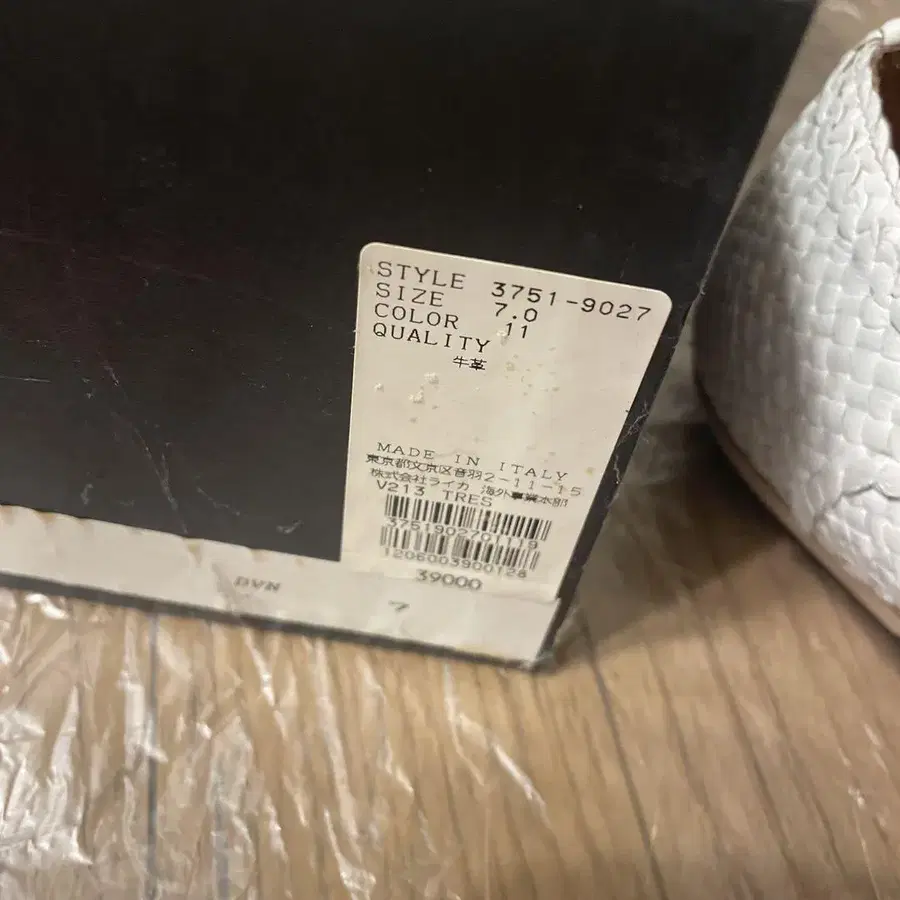 STYLE 3751-9027
SIZE 7.0
COLOR 11
QUALITY
牛革
MADE IN ITALY
東京都文京区音羽2-11-15
株式会社ライカ 海外事業本部
V213 TRES
3751902701119
1206003900128
39000
DVN 7